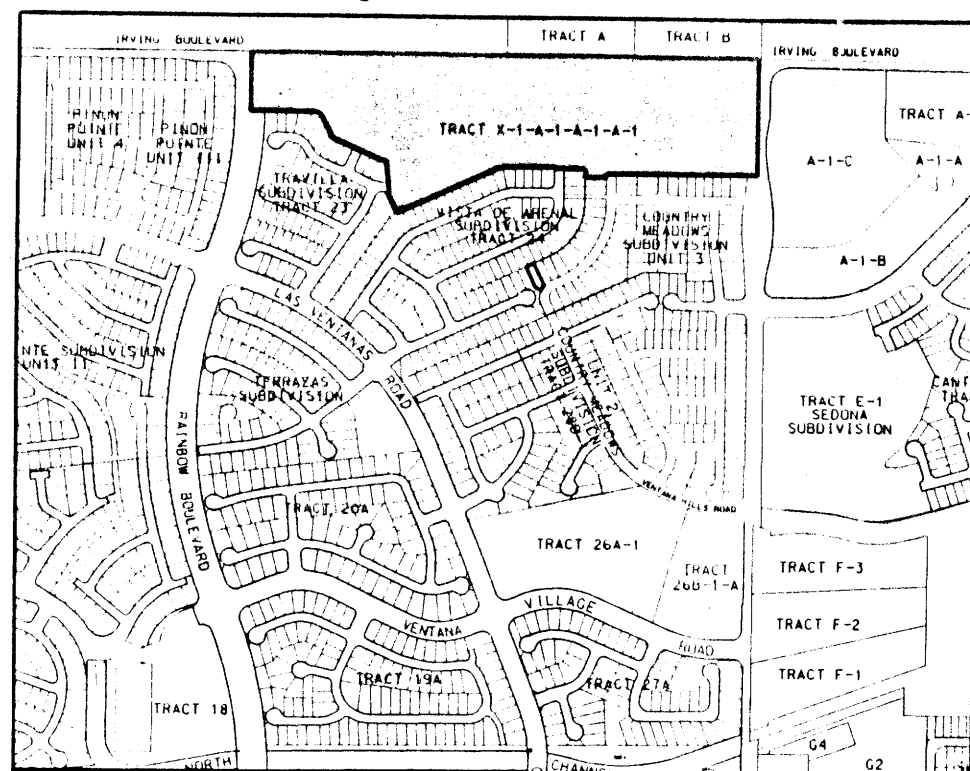 IRVING BOULEVARD
TRACT A
TRACT B
IRVING BOULEVARD
TRACT A-
PINON
POINTE
UNIT 4
PINON
POINTE
UNIT III
TRACT X-1-A-1-A-1-A-1
A-1-C
A-1-A
TRAVILLA
SUBDIVISION
TRACT 23
VISTA DE ARENAL
SUBDIVISION
TRACT 24
COUNTRY
MEADOWS
SUBDIVISION
UNIT 3
A-1-B
LAS VENTANAS
ROAD
NTE SUBDIVISION
UNIT II
TERRAZAS
SUBDIVISION
UNIT 2
COUNTRY MEADOWS
SUBDIVISION
TRACT
TRACT E-1
SEDONA
SUBDIVISION
RAINBOW BOULEVARD
VENTANA HILLS ROAD
TRACT 20A
TRACT 26A-1
TRACT
26B-1-A
TRACT F-3
VENTANA
VILLAGE
ROAD
TRACT F-2
TRACT 19A
TRACT 27A
TRACT F-1
TRACT 18
NORTH
CHANN
G4
G2